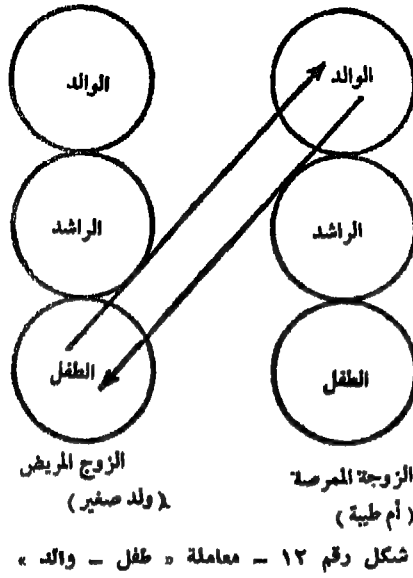 الوالد
الوالد
الراشد
الراشد
الطفل
الطفل
الزوج المريض
(ولد صغير)
الزوجة الممرصة
(أم طيبة)
شكل رقم ١٢ – معاملة « طفل – والد »